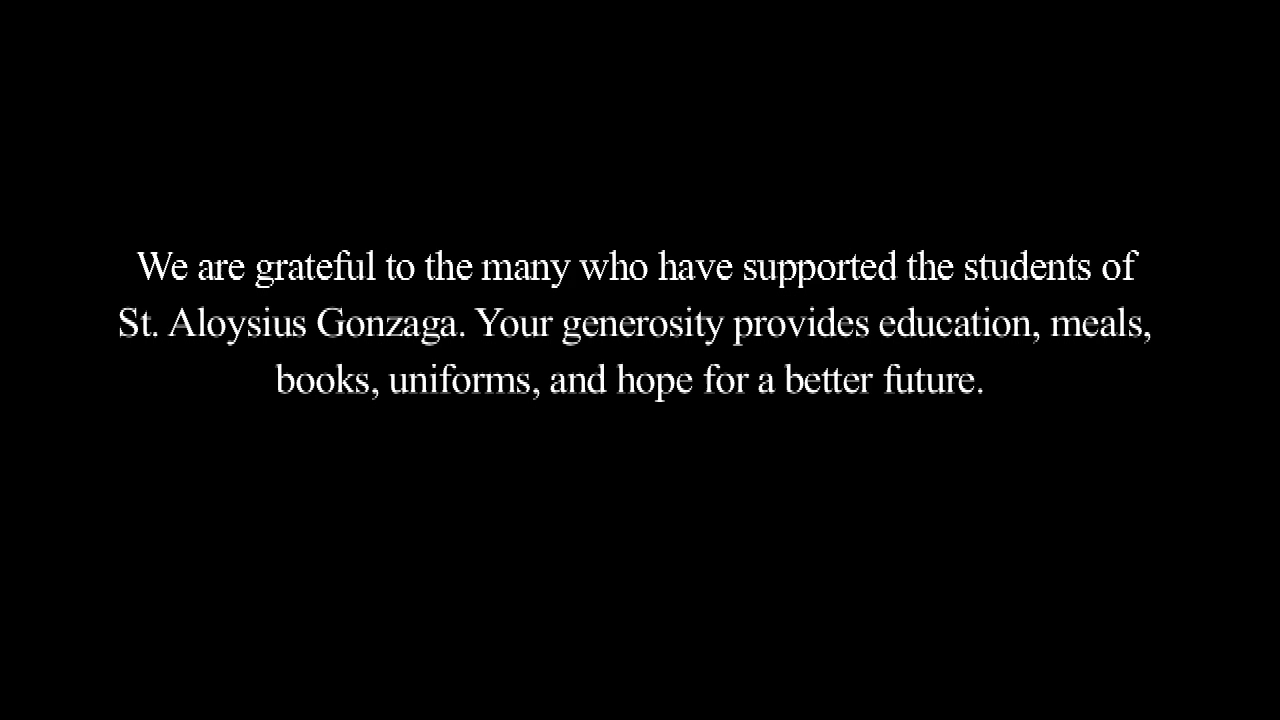 We are grateful to the many who have supported the students of
St. Aloysius Gonzaga. Your generosity provides education, meals,
books, uniforms, and hope for a better future.